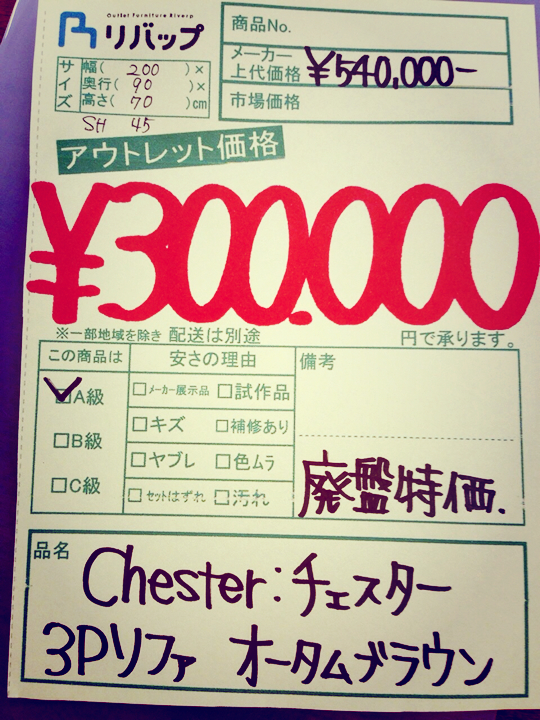 Outlet Furniture Riverp
リバップ
商品No.
メーカー
上代価格 ¥540,000-
市場価格
サイズ
幅( 200 )×
奥行( 90 )×
高さ( 70 )cm
SH 45
アウトレット価格
¥300.000
※一部地域を除き 配送は別途 円で承ります。
この商品は 安さの理由 備考
□A級 □メーカー展示品 □試作品
□キズ □補修あり
□B級
□ヤブレ □色ムラ
□C級 □セットはずれ □汚れ
廃盤特価.
品名
Chester:チェスター
3Pソファ オータムブラウン